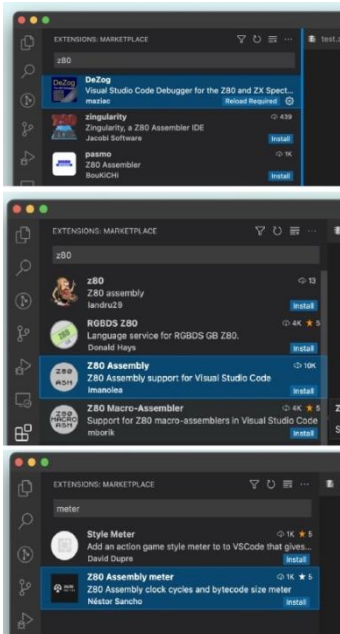 EXTENSIONS: MARKETPLACE
test.
z80
DeZog
Visual Studio Code Debugger for the Z80 and ZX Spect...
maziac
Reload Required
zingularity
439
Zingularity, a Z80 Assembler IDE
Jacobi Software
Install
pasmo
1K
Z80 Assembler
BouKiCHi
Install
EXTENSIONS: MARKETPLACE
z80
z80
13
Z80 assembly
landru29
Install
RGBDS Z80
4K ★ 5
Language service for RGBDS GB Z80.
Donald Hays
Install
Z80 Assembly
10K
Z80 Assembly support for Visual Studio Code
Imanolea
Install
Z80 Macro-Assembler
4K ★ 5
Support for Z80 macro-assemblers in Visual Studio Code
mborik
Install
EXTENSIONS: MARKETPLACE
meter
Style Meter
1K ★ 5
Add an action game style meter to to VSCode that gives...
David Dupre
Install
Z80 Assembly meter
1K ★ 5
Z80 Assembly clock cycles and bytecode size meter
Néstor Sancho
Install